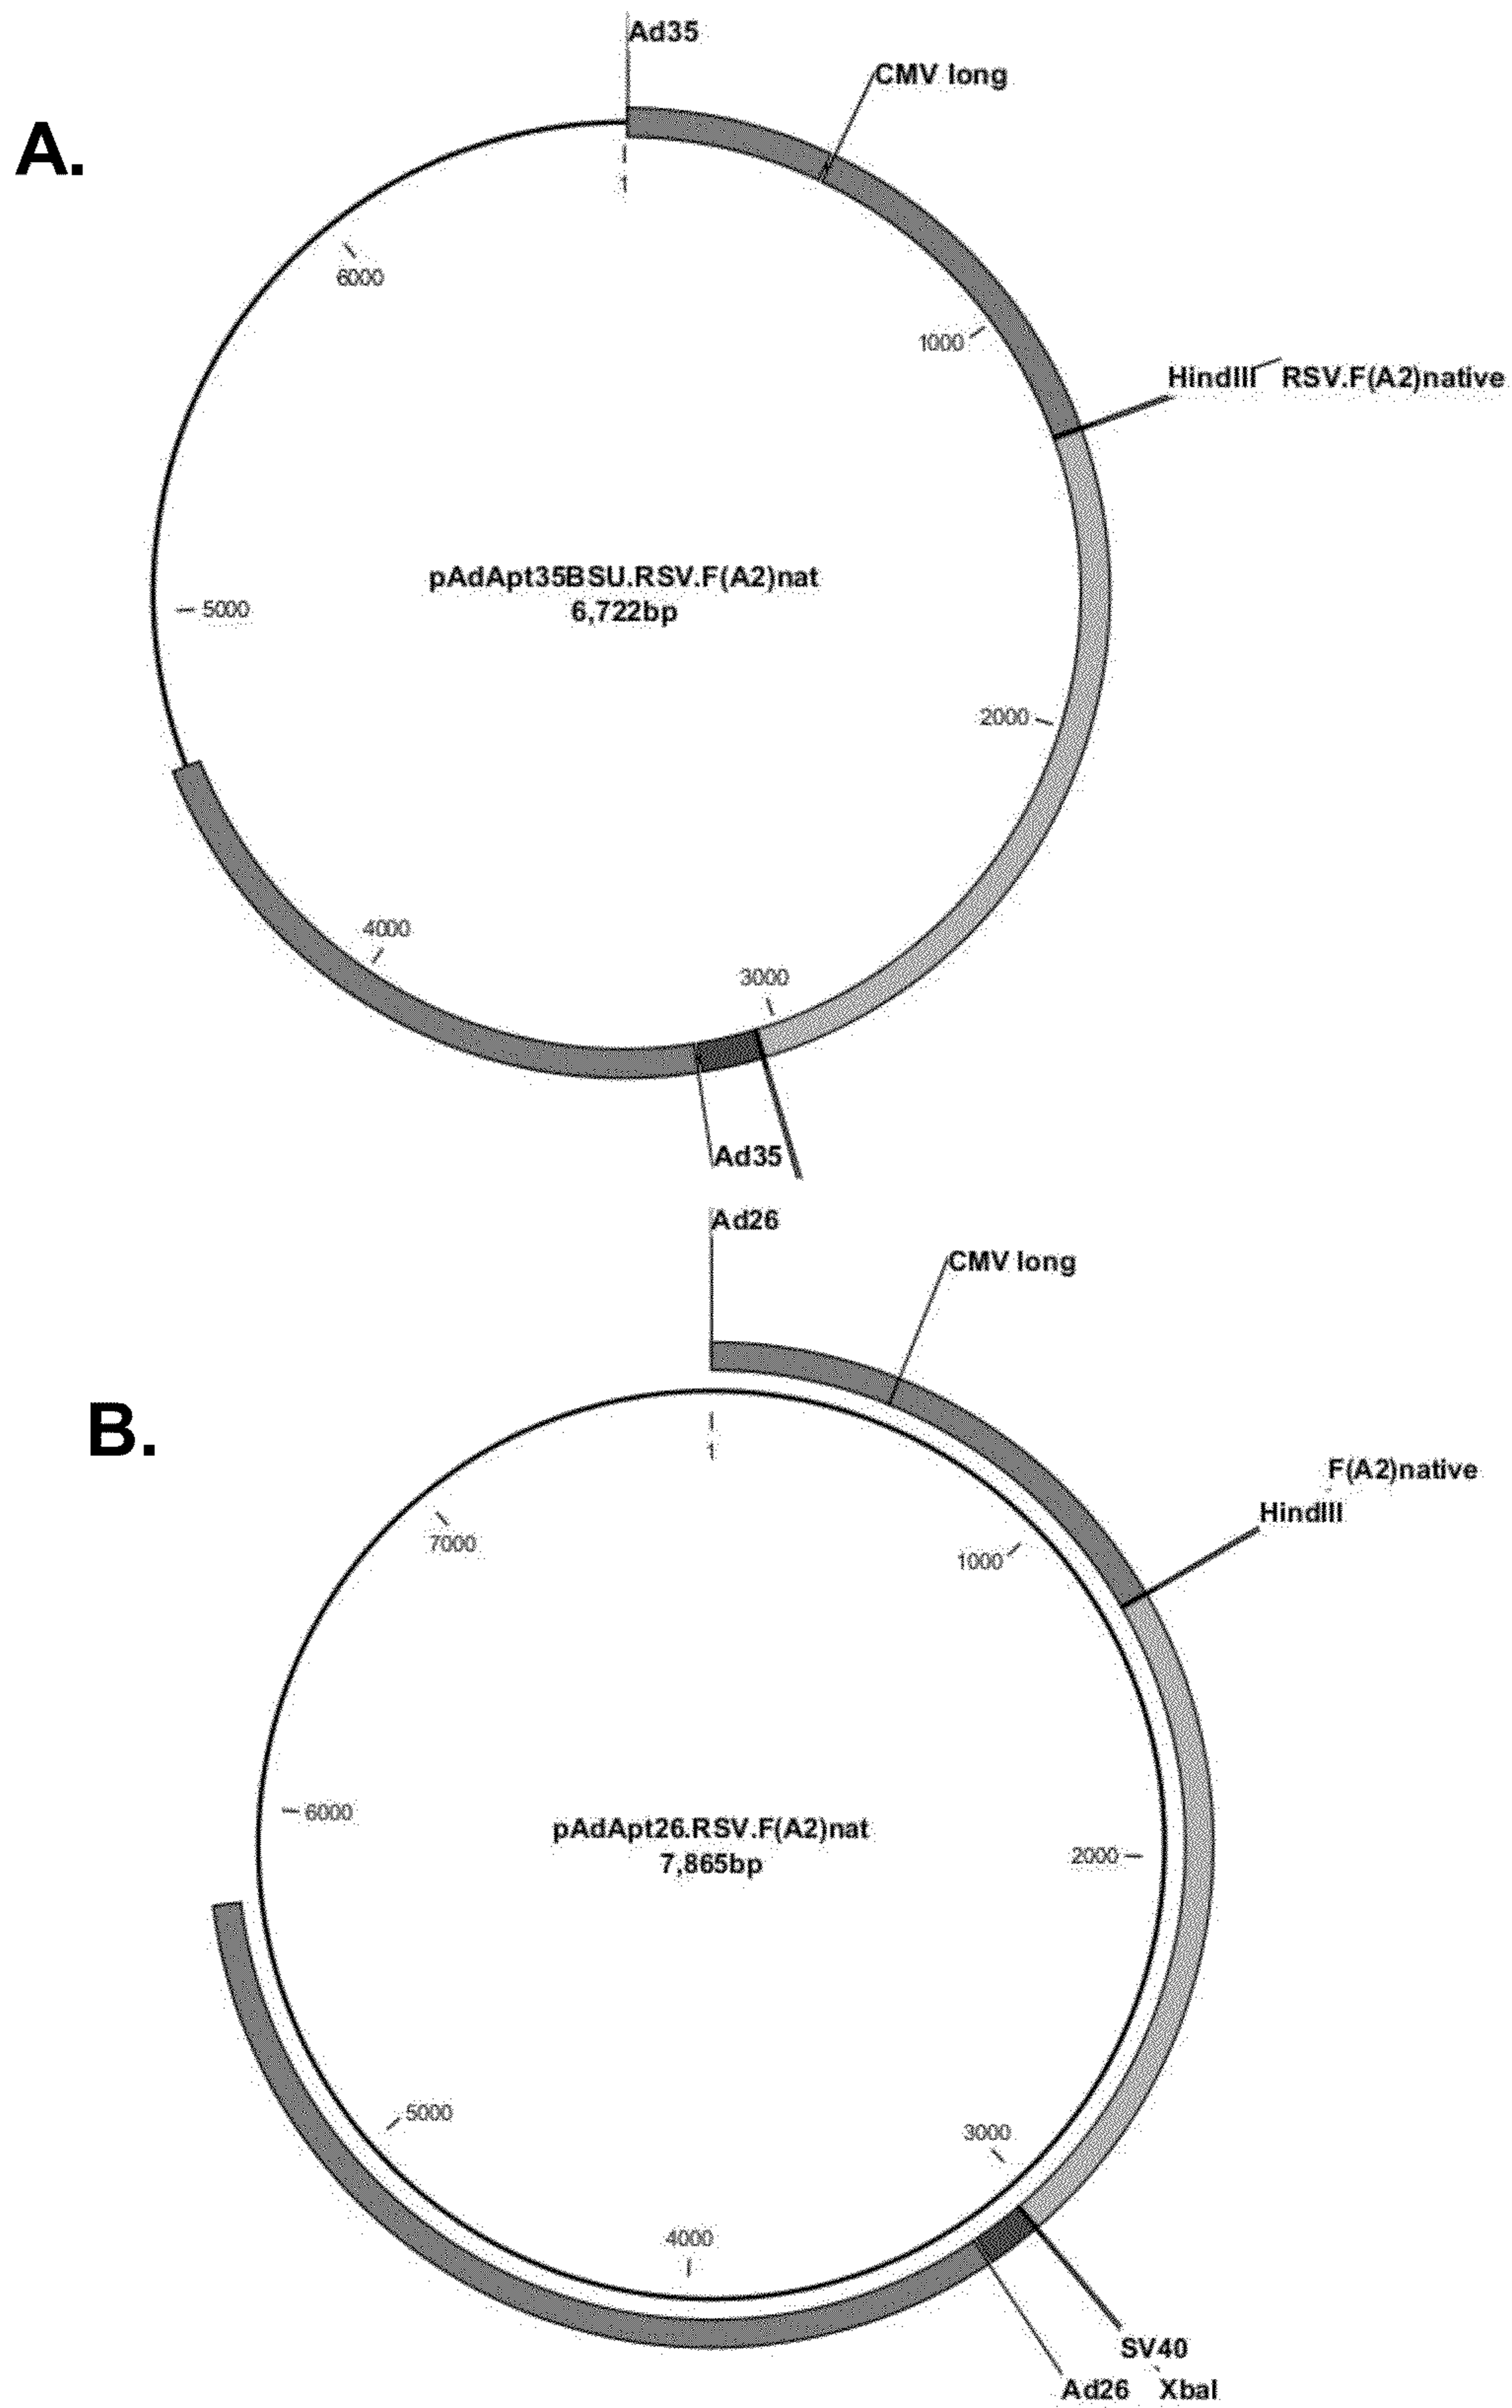 A.
Ad35
CMV long
1
6000
1000
HindIII RSV.F(A2)native
pAdApt35BSU.RSV.F(A2)nat
6,722bp
5000
2000
4000
3000
Ad35
B.
Ad26
CMV long
1
F(A2)native
HindIII
7000
1000
pAdApt26.RSV.F(A2)nat
7,865bp
6000
2000
5000
3000
4000
SV40
Ad26 XbaI